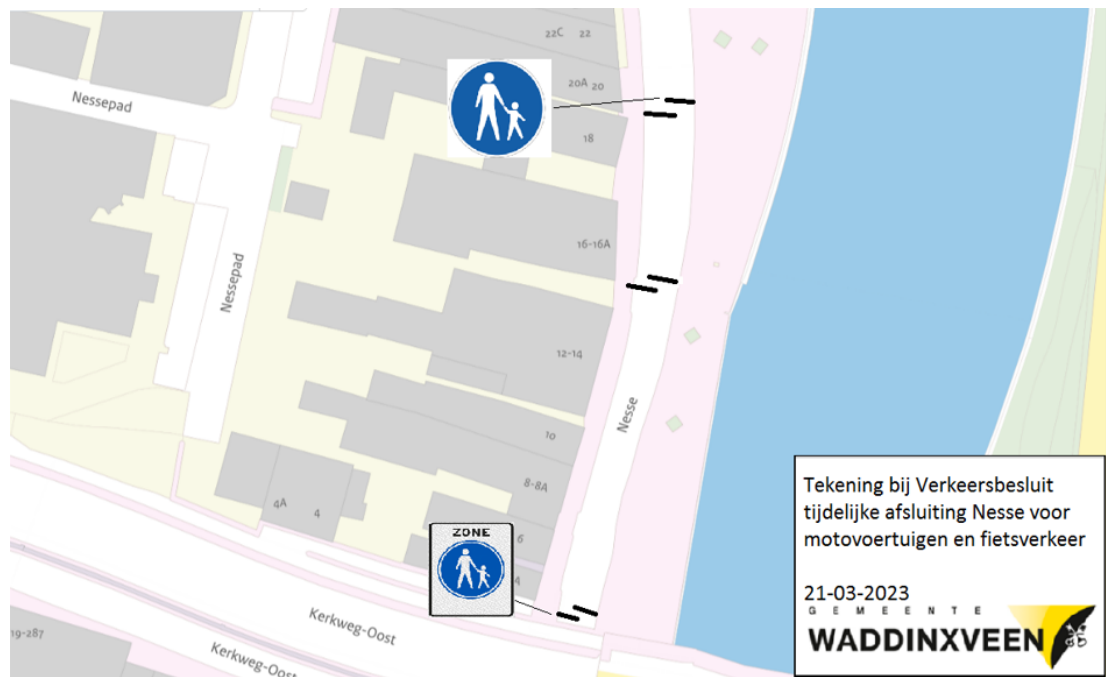 22C 22
20A 20
Nessepad
18
16-16A
Nessepad
12-14
Nesse
10
8-8A
4A 4
6
ZONE
A
Kerkweg-Oost
19-287
Kerkweg-Oost
Tekening bij Verkeersbesluit
tijdelijke afsluiting Nesse voor
motovoertuigen en fietsverkeer
21-03-2023
GEMEENTE
WADDINXVEEN